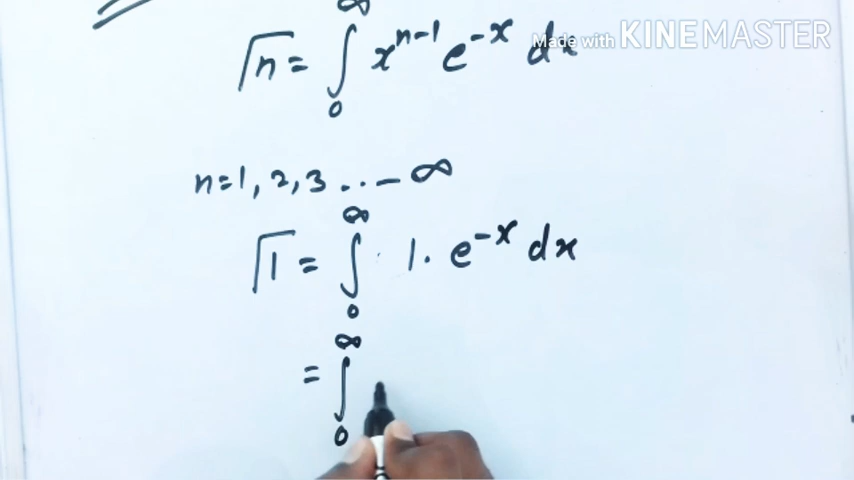 Made with KINEMASTER
Γn = ∫₀^∞ x^(n-1) e^(-x) dx
n=1, 2, 3 ..- ∞
Γ1 = ∫₀^∞ 1. e^(-x) dx
= ∫₀^∞